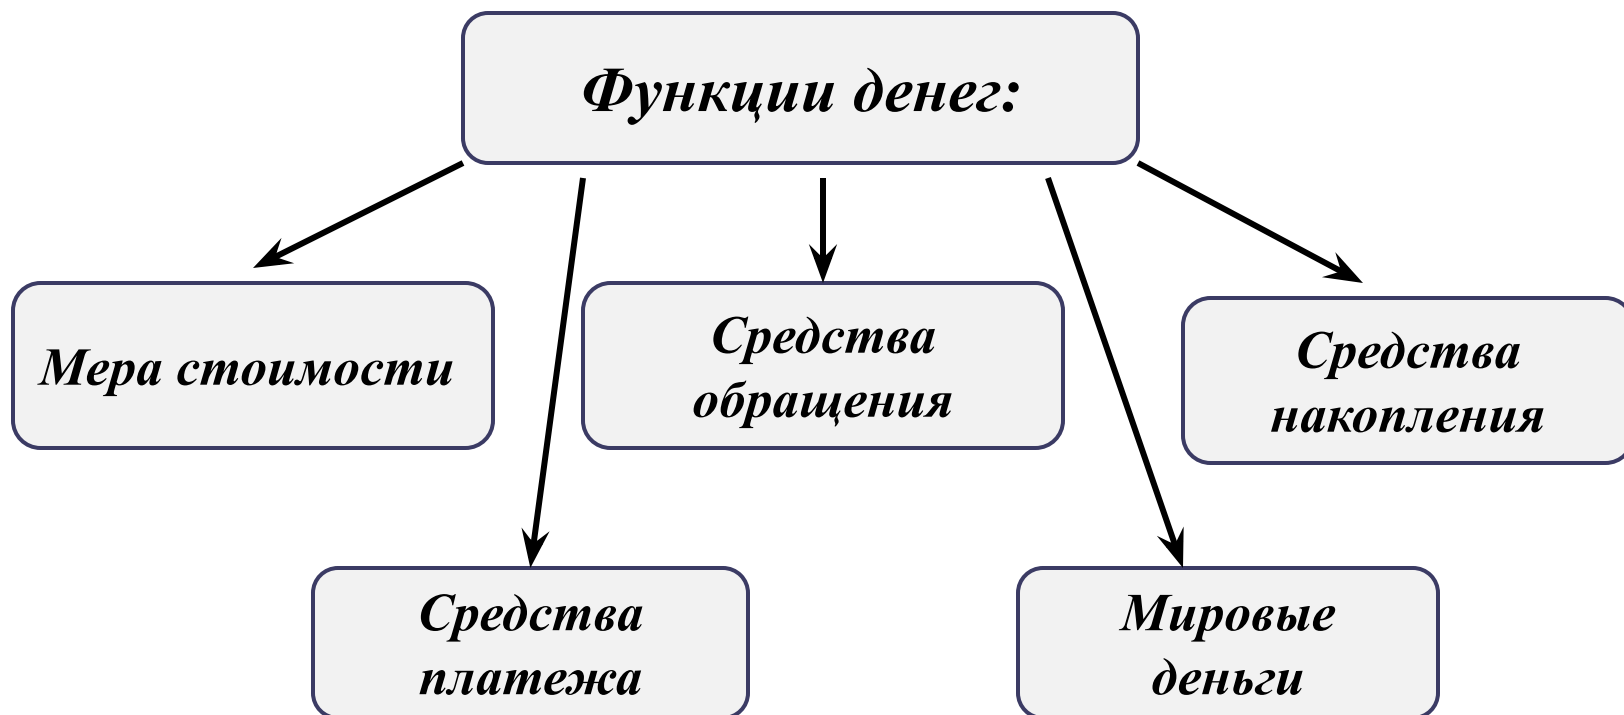 Функции денег:
Мера стоимости
Средства
обращения
Средства
накопления
Средства
платежа
Мировые
деньги